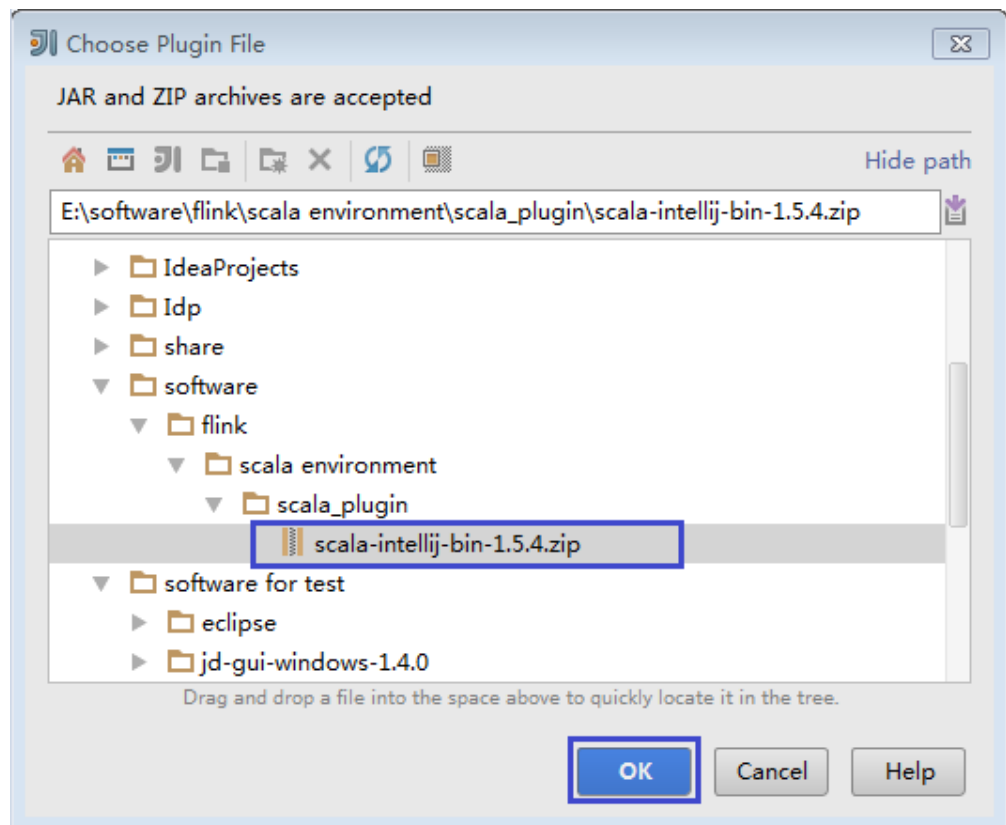 Choose Plugin File
JAR and ZIP archives are accepted
Hide path
E:\software\flink\scala environment\scala_plugin\scala-intellij-bin-1.5.4.zip
IdeaProjects
Idp
share
software
flink
scala environment
scala_plugin
scala-intellij-bin-1.5.4.zip
software for test
eclipse
jd-gui-windows-1.4.0
Drag and drop a file into the space above to quickly locate it in the tree.
OK Cancel Help